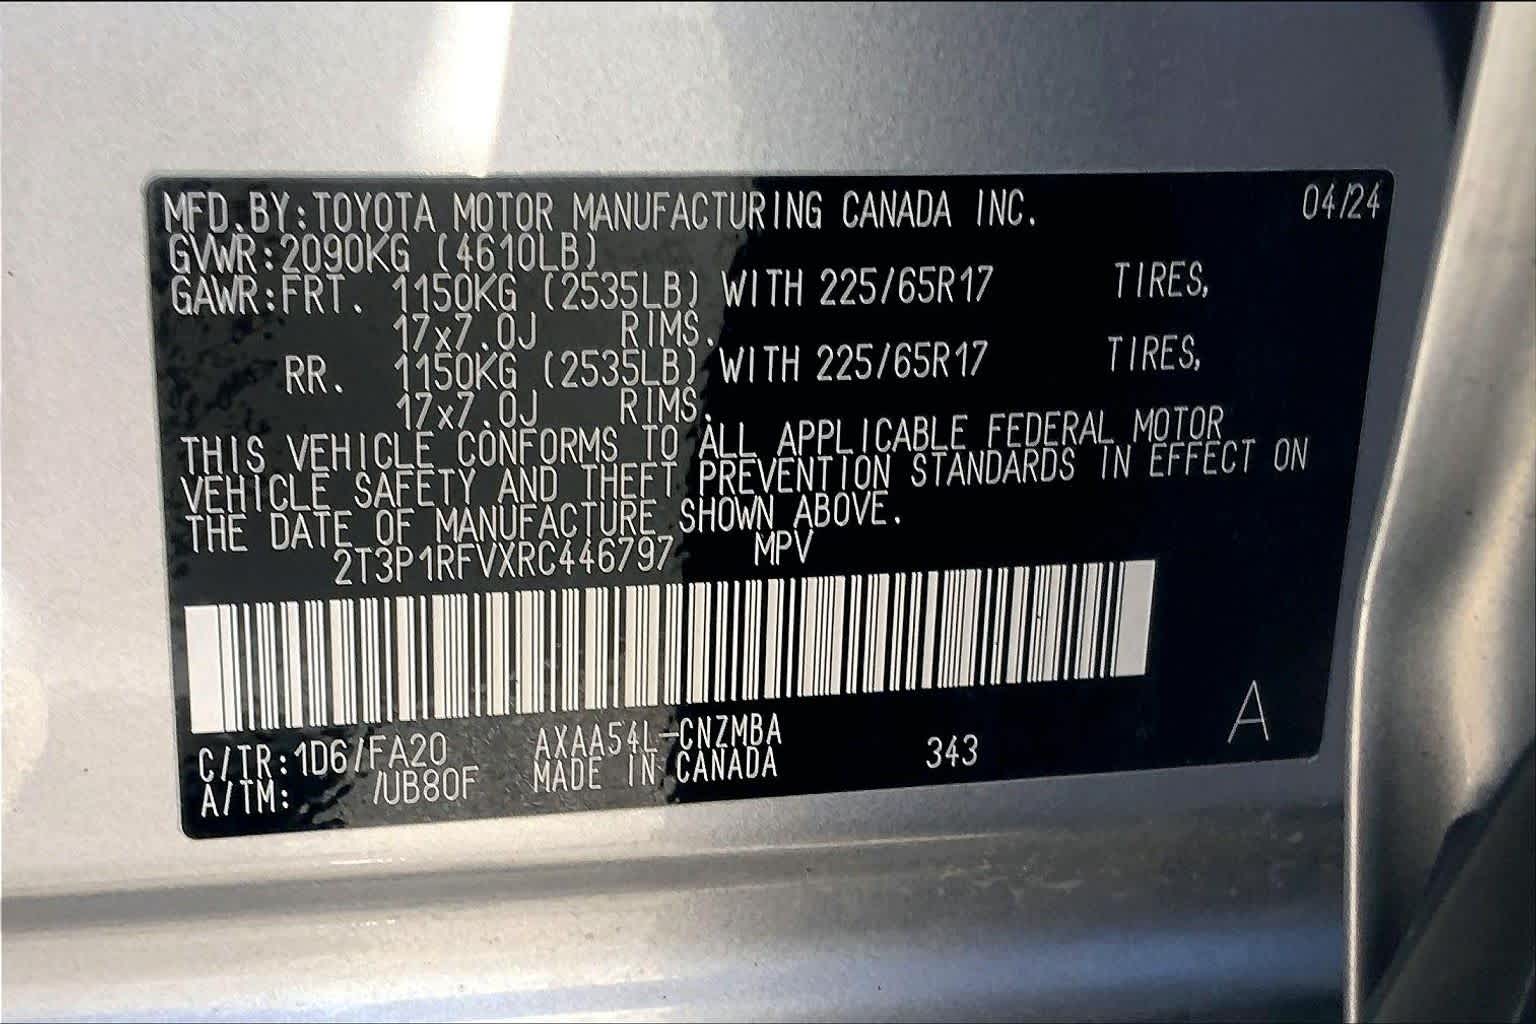 MFD.BY:TOYOTA MOTOR MANUFACTURING CANADA INC. 04/24
GVWR:2090KG (4610LB)
GAWR:FRT. 1150KG (2535LB) WITH 225/65R17 TIRES,
17x7.0J RIMS.
RR. 1150KG (2535LB) WITH 225/65R17 TIRES,
17x7.0J RIMS.
THIS VEHICLE CONFORMS TO ALL APPLICABLE FEDERAL MOTOR
VEHICLE SAFETY AND THEFT PREVENTION STANDARDS IN EFFECT ON
THE DATE OF MANUFACTURE SHOWN ABOVE.
2T3P1RFVXRC446797 MPV
C/TR:1D6/FA20 AXAA54L-CNZMBA 343 A
A/TM: /UB80F MADE IN CANADA